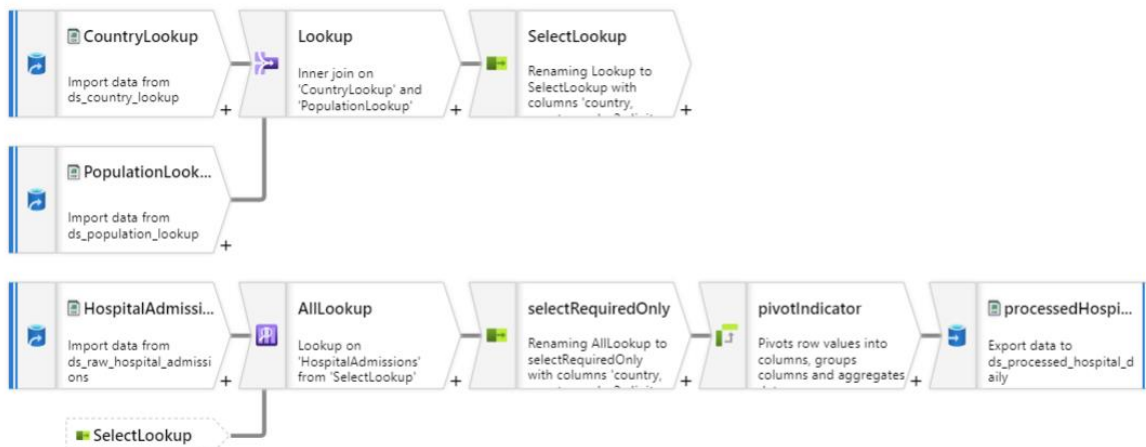 CountryLookup
Import data from
ds_country_lookup
+
Lookup
Inner join on
'CountryLookup' and
'PopulationLookup'
+
SelectLookup
Renaming Lookup to
SelectLookup with
columns 'country,
+
PopulationLook...
Import data from
ds_population_lookup
+
HospitalAdmissi...
Import data from
ds_raw_hospital_admissi
ons
+
AllLookup
Lookup on
'HospitalAdmissions'
from 'SelectLookup'
+
selectRequiredOnly
Renaming AllLookup to
selectRequiredOnly
with columns 'country,
+
pivotIndicator
Pivots row values into
columns, groups
columns and aggregates
+
processedHospi...
Export data to
ds_processed_hospital_d
aily
SelectLookup